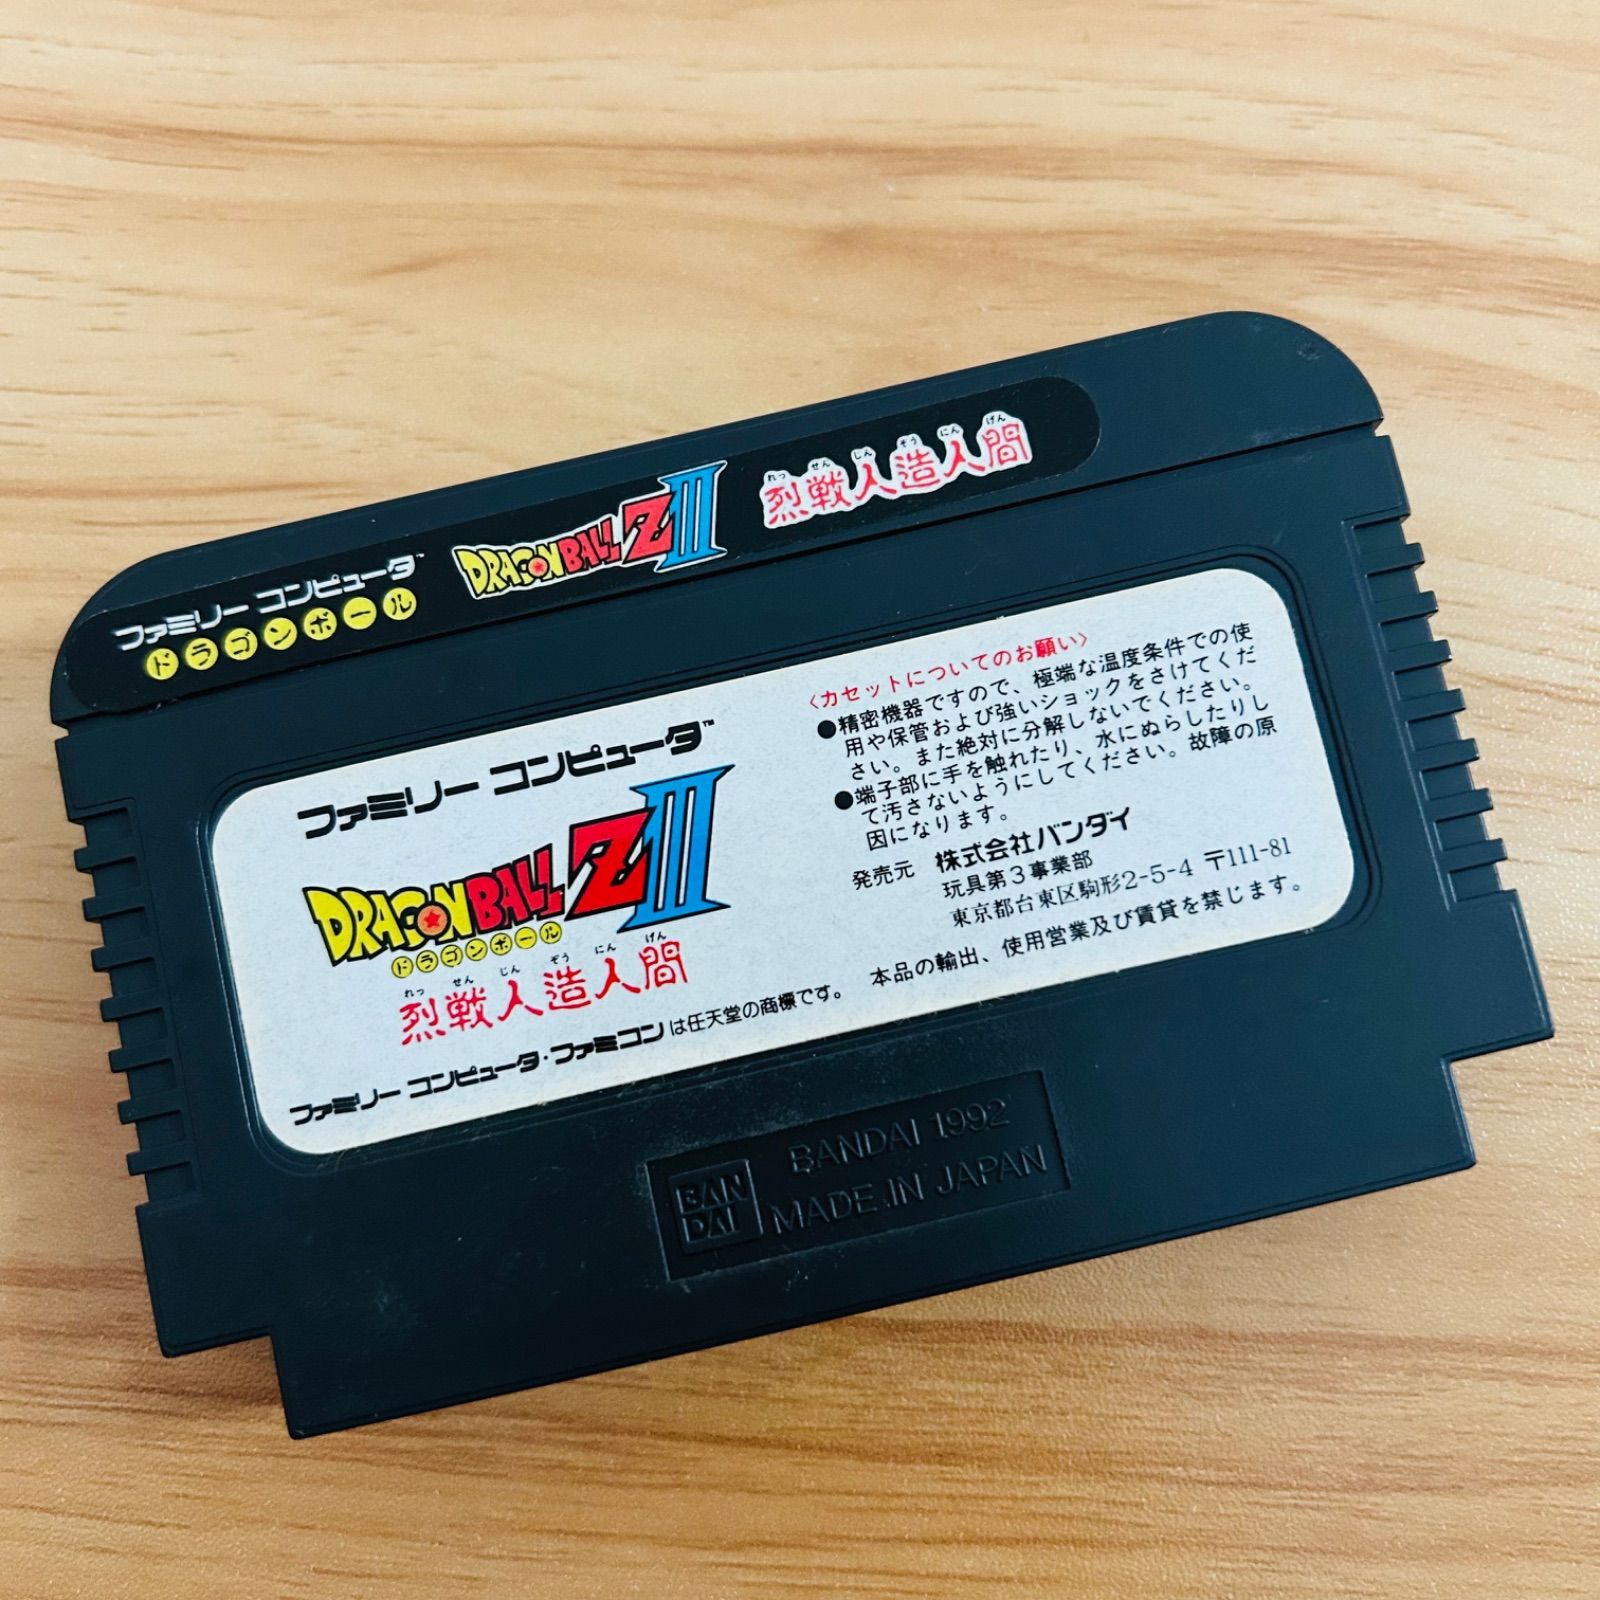 ファミリー コンピュータ™
ドラゴンボール
DRAGON BALL Z III
れっ せん じん ぞう にん げん
烈戦人造人間
ファミリー コンピュータ™
DRAGON BALL Z III
ドラゴンボール
れっ せん じん ぞう にん げん
烈戦人造人間
ファミリー コンピュータ・ファミコンは任天堂の商標です。
〈カセットについてのお願い〉
●精密機器ですので、極端な温度条件での使
用や保管および強いショックをさけてくだ
さい。また絶対に分解しないでください。
●端子部に手を触れたり、水にぬらしたりし
て汚さないようにしてください。故障の原
因になります。
発売元 株式会社バンダイ
玩具第3事業部
東京都台東区駒形2-5-4 〒111-81
本品の輸出、使用営業及び賃貸を禁じます。
BAN
DAI
BANDAI 1992
MADE IN JAPAN